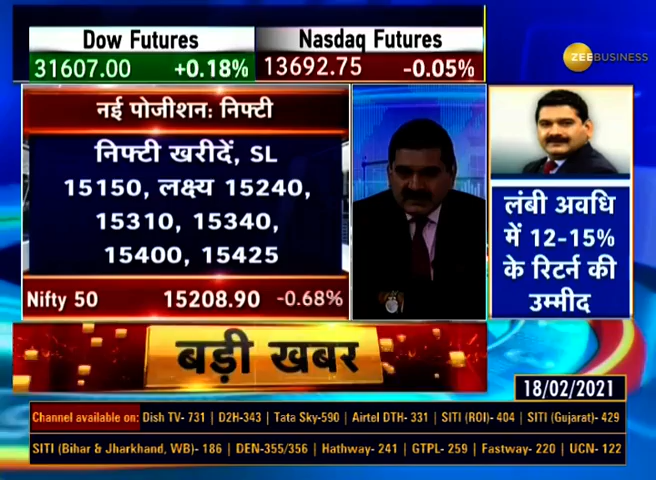 Dow Futures
31607.00 +0.18%
Nasdaq Futures
13692.75 -0.05%
ZEEBUSINESS
नई पोजीशन: निफ्टी
निफ्टी खरीदें, SL
15150, लक्ष्य 15240,
15310, 15340,
15400, 15425
Nifty 50 15208.90 -0.68%
लंबी अवधि
में 12-15%
के रिटर्न की
उम्मीद
बड़ी खबर
18/02/2021
Channel available on: Dish TV- 731 | D2H-343 | Tata Sky-590 | Airtel DTH- 331 | SITI (ROI)- 404 | SITI (Gujarat)- 429
SITI (Bihar & Jharkhand, WB)- 186 | DEN-355/356 | Hathway- 241 | GTPL- 259 | Fastway- 220 | UCN- 122